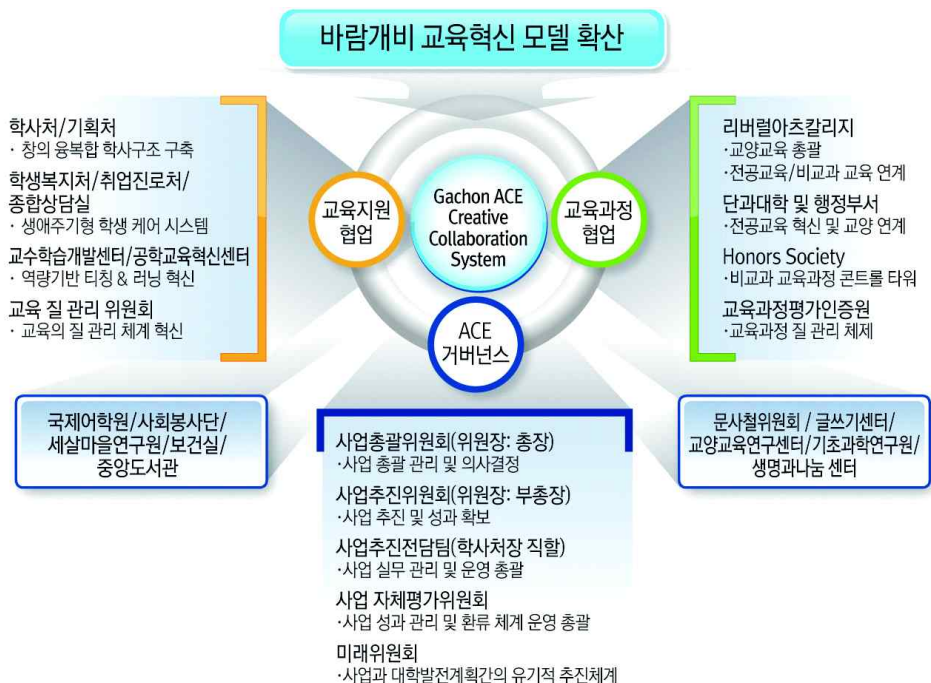 바람개비 교육혁신 모델 확산
학사처/기획처
· 창의 융복합 학사구조 구축
학생복지처/취업진로처/
종합상담실
· 생애주기형 학생 케어 시스템
교수학습개발센터/공학교육혁신센터
· 역량기반 티칭 & 러닝 혁신
교육 질 관리 위원회
· 교육의 질 관리 체계 혁신
교육지원
협업
Gachon ACE
Creative
Collaboration
System
교육과정
협업
ACE
거버넌스
리버럴아츠칼리지
·교양교육 총괄
·전공교육/비교과 교육 연계
단과대학 및 행정부서
·전공교육 혁신 및 교양 연계
Honors Society
·비교과 교육과정 콘트롤 타워
교육과정평가인증원
·교육과정 질 관리 체제
국제어학원/사회봉사단/
세살마을연구원/보건실/
중앙도서관
사업총괄위원회(위원장: 총장)
·사업 총괄 관리 및 의사결정
사업추진위원회(위원장: 부총장)
·사업 추진 및 성과 확보
사업추진전담팀(학사처장 직할)
·사업 실무 관리 및 운영 총괄
사업 자체평가위원회
·사업 성과 관리 및 환류 체계 운영 총괄
미래위원회
·사업과 대학발전계획간의 유기적 추진체계
문사철위원회 / 글쓰기센터/
교양교육연구센터/기초과학연구원/
생명과나눔 센터